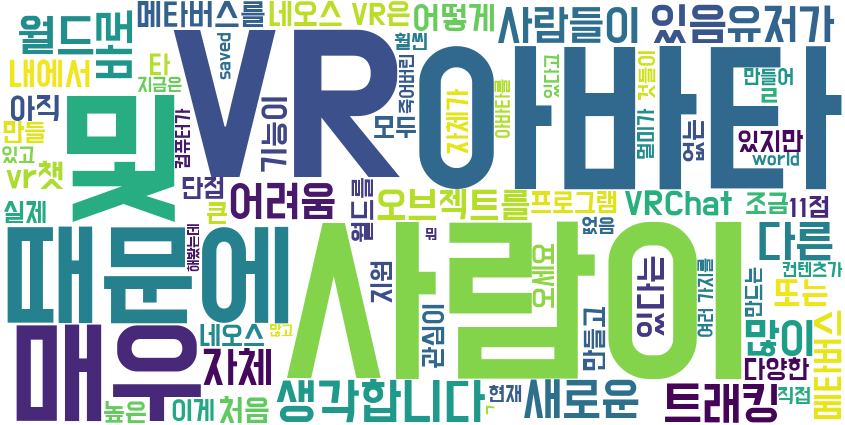 메타버스를 네오스 VR은 어떻게
사람들이 있음 유저가
월드 바로
VR 아바타
saved 훨씬
내에서 타
지금은
아직 모두 죽어버린
기능이
자체가
아바타를
있다고
멀미가
것들이
없는
만들어
있지만
world
만들
있고
vr챗
및
컴퓨터가
단점
실제
큰
어려움
월드를
오브젝트를
프로그램
VRChat
조금
11점
때문에
사람이
해봤는데
지원
관심이
오세요
만들고
있다는
여러 가지를
만드는
다른
컨텐츠가
또는
매우
네오스
많고
자체
많이
다양한
메타버스
높은
이게
처음
생각합니다
현재
새로운
트래킹
직접